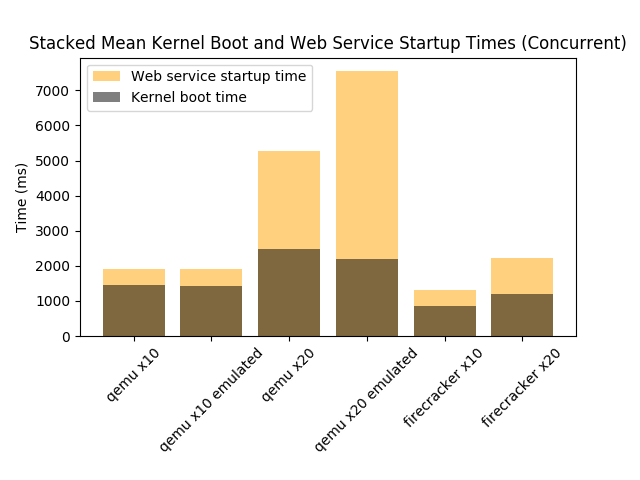 Stacked Mean Kernel Boot and Web Service Startup Times (Concurrent)
Web service startup time
Kernel boot time
Time (ms)
7000
6000
5000
4000
3000
2000
1000
0
qemu x10
qemu x10 emulated
qemu x20
qemu x20 emulated
firecracker x10
firecracker x20